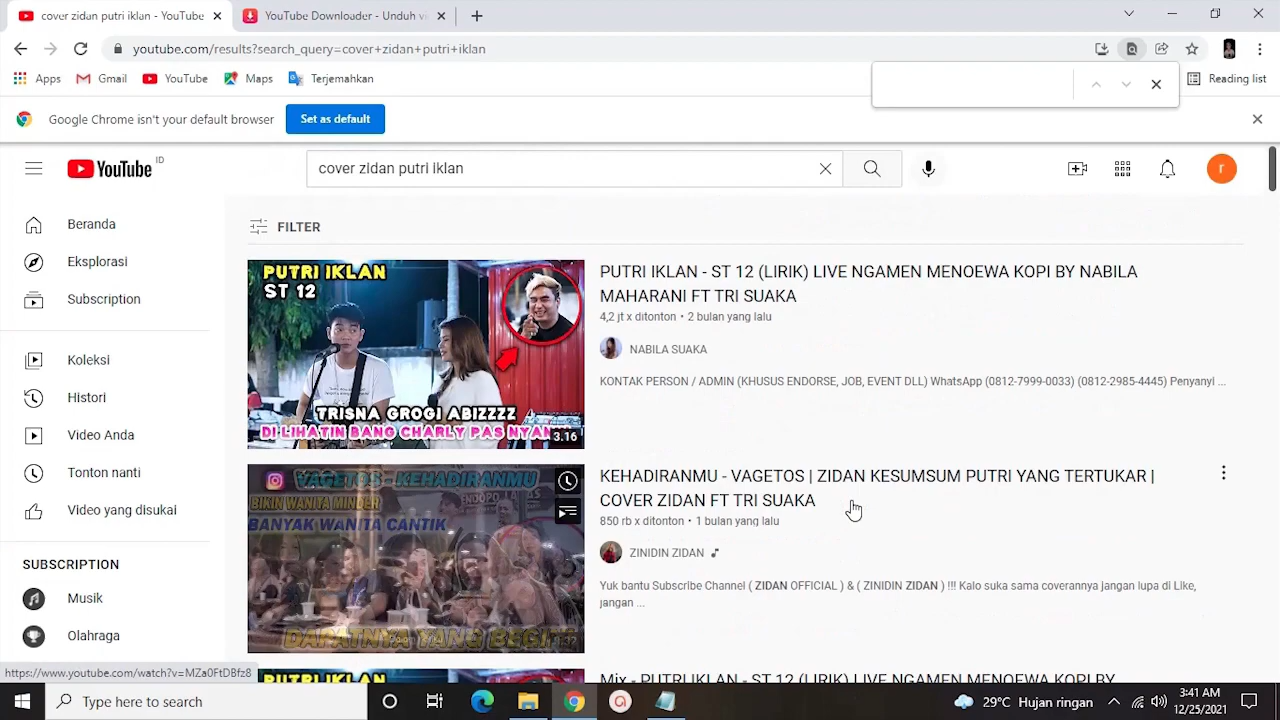 cover zidan putri iklan - YouTube
YouTube Downloader - Unduh v
youtube.com/results?search_query=cover+zidan+putri+iklan
Apps
Gmail
YouTube
Maps
Terjemahkan
Reading list
Google Chrome isn't your default browser
Set as default
YouTube ID
cover zidan putri iklan
r
Beranda
Eksplorasi
Subscription
Koleksi
Histori
Video Anda
Tonton nanti
Video yang disukai
SUBSCRIPTION
Musik
Olahraga
FILTER
PUTRI IKLAN
ST 12
TRISNA GROGI ABIZZZZ
DI LIHATIN BANG CHARLY PAS NYAN
3.16
PUTRI IKLAN - ST 12 (LIRIK) LIVE NGAMEN MENOEWA KOPI BY NABILA
MAHARANI FT TRI SUAKA
4,2 jt x ditonton • 2 bulan yang lalu
NABILA SUAKA
KONTAK PERSON / ADMIN (KHUSUS ENDORSE, JOB, EVENT DLL) WhatsApp (0812-7999-0033) (0812-2985-4445) Penyanyi ...
VAGETOS - KEHADIRANMU
BIKIN WANITA MINDER
BANYAK WANITA CANTIK
DAPATNYA YANG BEGIN
KEHADIRANMU - VAGETOS | ZIDAN KESUMSUM PUTRI YANG TERTUKAR |
COVER ZIDAN FT TRI SUAKA
850 rb x ditonton • 1 bulan yang lalu
ZINIDIN ZIDAN
Yuk bantu Subscribe Channel ( ZIDAN OFFICIAL ) & ( ZINIDIN ZIDAN ) !!! Kalo suka sama coverannya jangan lupa di LIke,
jangan ...
PUTRI IKLAN
Mix - PUTRI IKLAN - ST 12 (LIRIK) LIVE NGAMEN MENOEWA KOPI BY
https://www.youtube.com/watch?v=MZa0FtDBfz8
Type here to search
29°C Hujan ringan
3:41 AM
12/25/2021